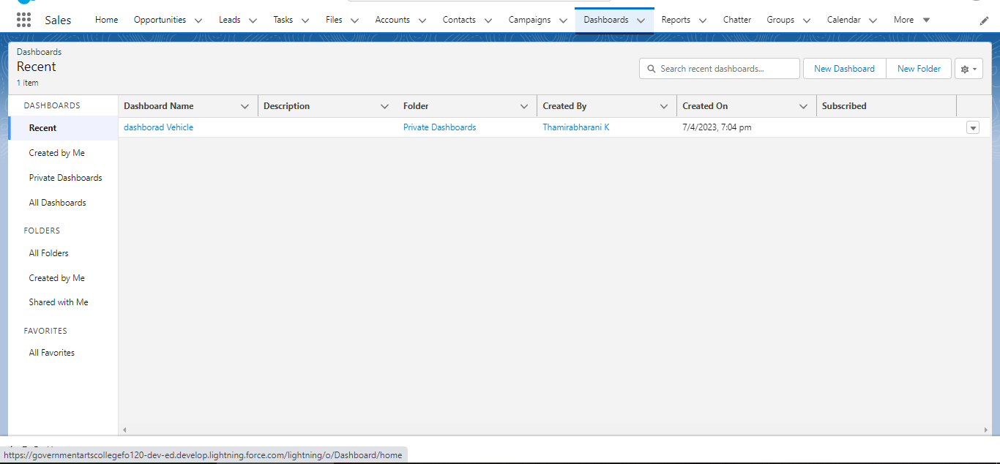 Sales Home Opportunities Leads Tasks Files Accounts Contacts Campaigns Dashboards Reports Chatter Groups Calendar More
Dashboards
Recent
1 item
Search recent dashboards...
New Dashboard
New Folder
DASHBOARDS
Recent
Created by Me
Private Dashboards
All Dashboards
FOLDERS
All Folders
Created by Me
Shared with Me
FAVORITES
All Favorites
Dashboard Name Description Folder Created By Created On Subscribed
dashborad Vehicle Private Dashboards Thamirabharani K 7/4/2023, 7:04 pm
https://governmentartscollegefo120-dev-ed.develop.lightning.force.com/lightning/o/Dashboard/home